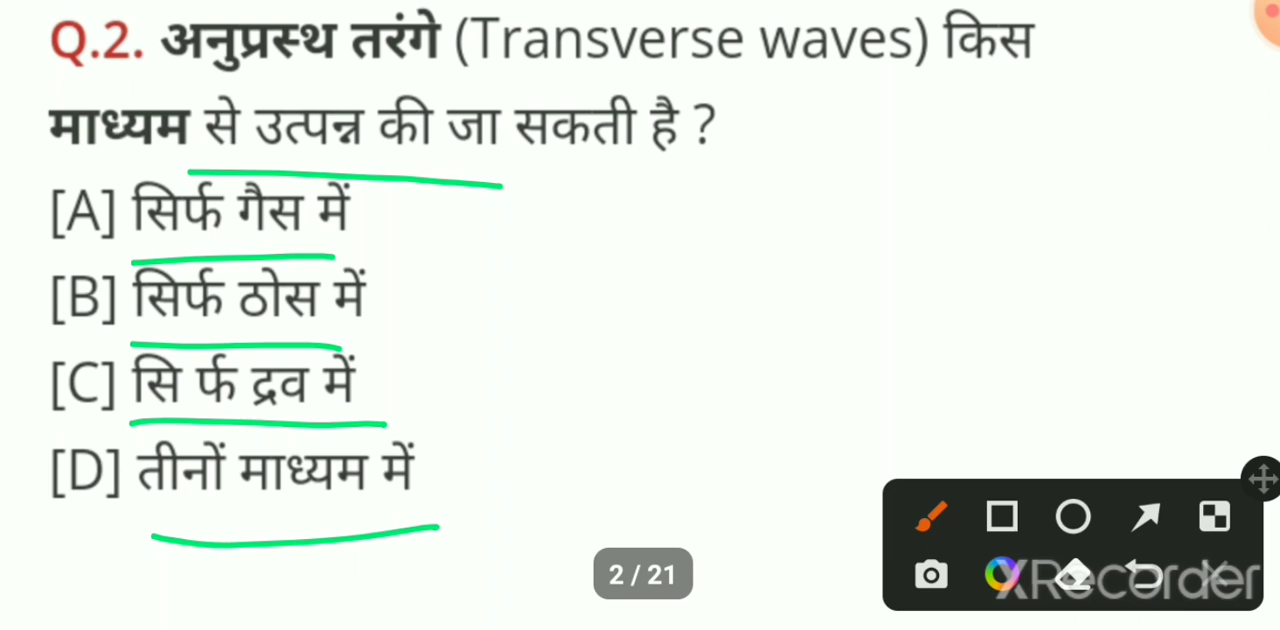 Q.2. अनुप्रस्थ तरंगे (Transverse waves) किस
माध्यम से उत्पन्न की जा सकती है ?
[A] सिर्फ गैस में
[B] सिर्फ ठोस में
[C] सि र्फ द्रव में
[D] तीनों माध्यम में
2 / 21
XRecorder